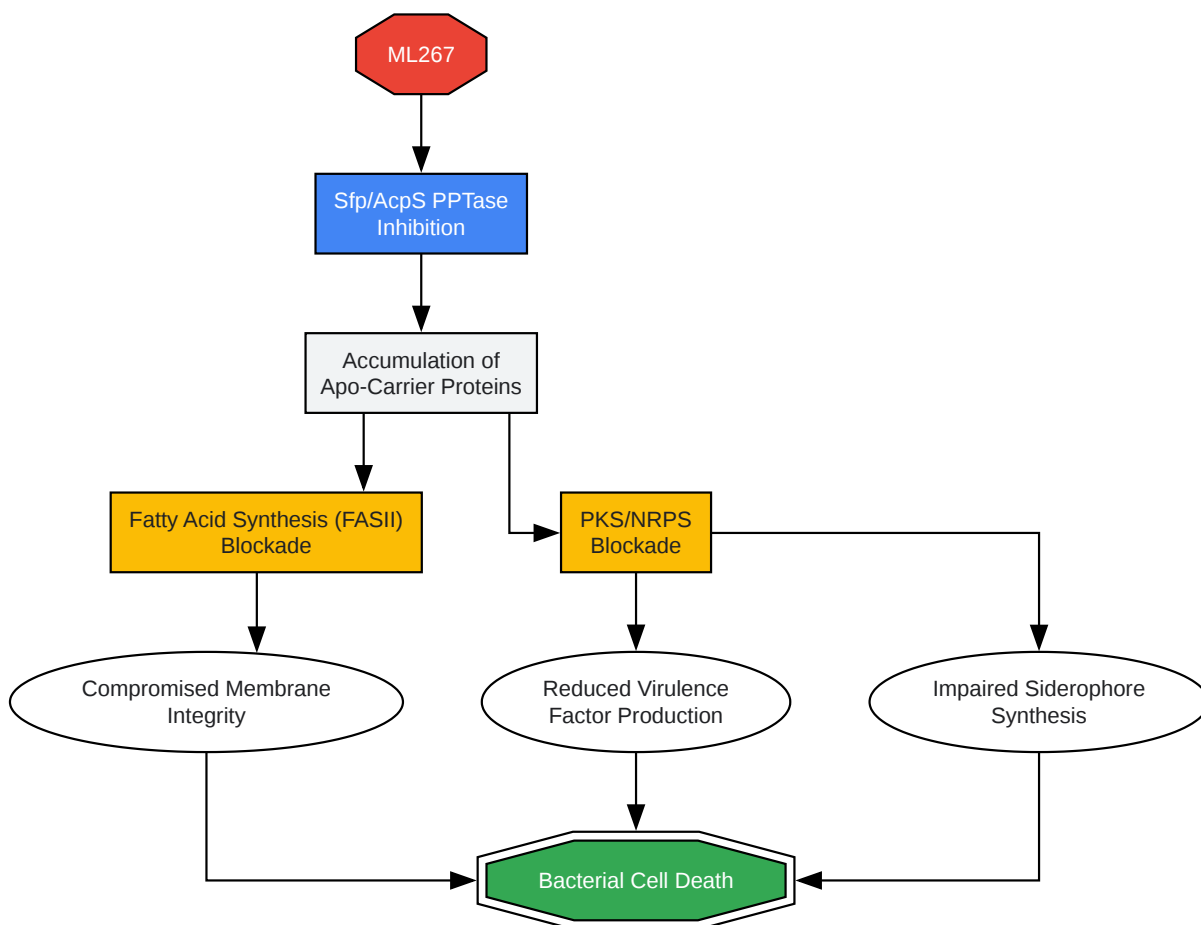 ML267
Sfp/AcpS PPTase
Inhibition
Accumulation of
Apo-Carrier Proteins
Fatty Acid Synthesis (FASII)
Blockade
PKS/NRPS
Blockade
Compromised Membrane
Integrity
Reduced Virulence
Factor Production
Impaired Siderophore
Synthesis
Bacterial Cell Death